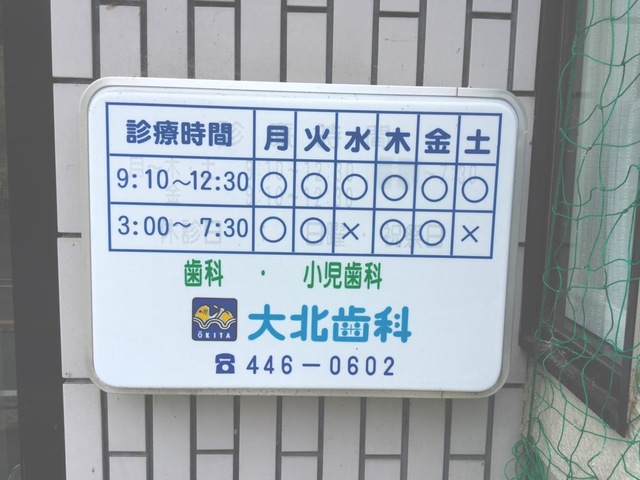 診療時間 月 火 水 木 金 土
9:10〜12:30 ○ ○ ○ ○ ○ ○
3:00〜7:30 ○ ○ × ○ ○ ×
歯科 ・ 小児歯科
ŌKITA
大北歯科
☎446-0602